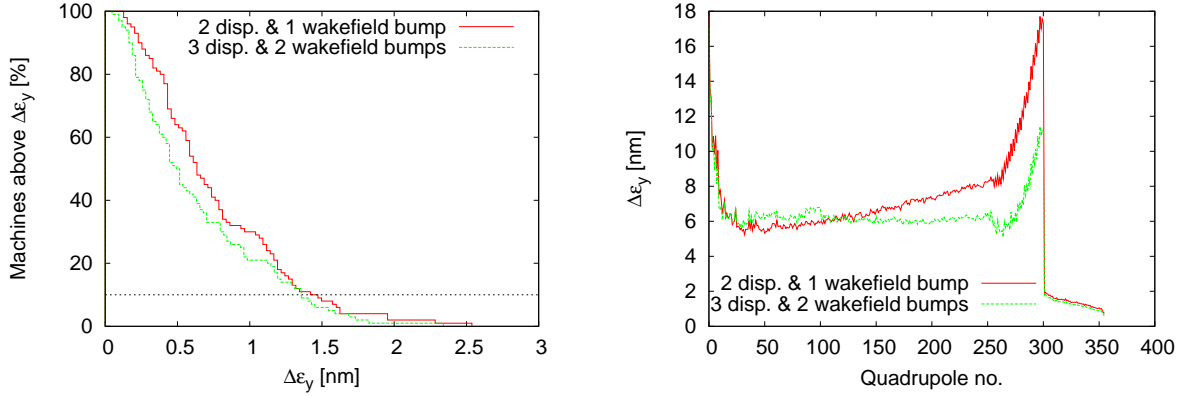 Machines above Δε_y [%]
100
80
60
40
20
0
2 disp. & 1 wakefield bump
3 disp. & 2 wakefield bumps
0 0.5 1 1.5 2 2.5 3
Δε_y [nm]
Δε_y [nm]
18
16
14
12
10
8
6
4
2
0
2 disp. & 1 wakefield bump
3 disp. & 2 wakefield bumps
0 50 100 150 200 250 300 350 400
Quadrupole no.